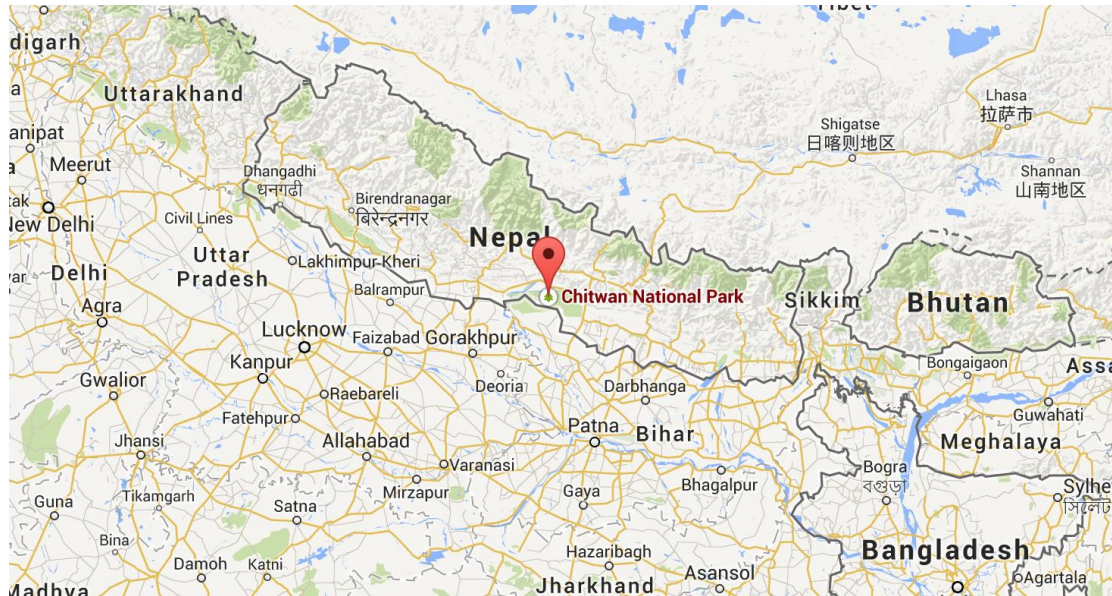 Tibet
digarh
Uttarakhand
Lhasa
拉萨市
Shigatse
日喀则地区
anipat
Meerut
Shannan
山南地区
Dhangadhi
धनगढी
Birendranagar
बिरेन्द्रनगर
tak
New Delhi
Civil Lines
Nepal
Uttar
Pradesh
Lakhimpur Kheri
Delhi
Balrampur
Chitwan National Park
Sikkim
Bhutan
Agra
Lucknow
Faizabad
Gorakhpur
Kanpur
Bongaigaon
Assa
Gwalior
Deoria
Darbhanga
Raebareli
Guwahati
Fatehpur
Patna
Bihar
Meghalaya
Jhansi
Allahabad
Varanasi
Bogra
বগুড়া
Mirzapur
Bhagalpur
Gaya
Sylhe
সিলেট
Guna
Tikamgarh
Satna
Bina
Hazaribagh
Bangladesh
Damoh
Katni
Asansol
Agartala
Madhya
Jharkhand